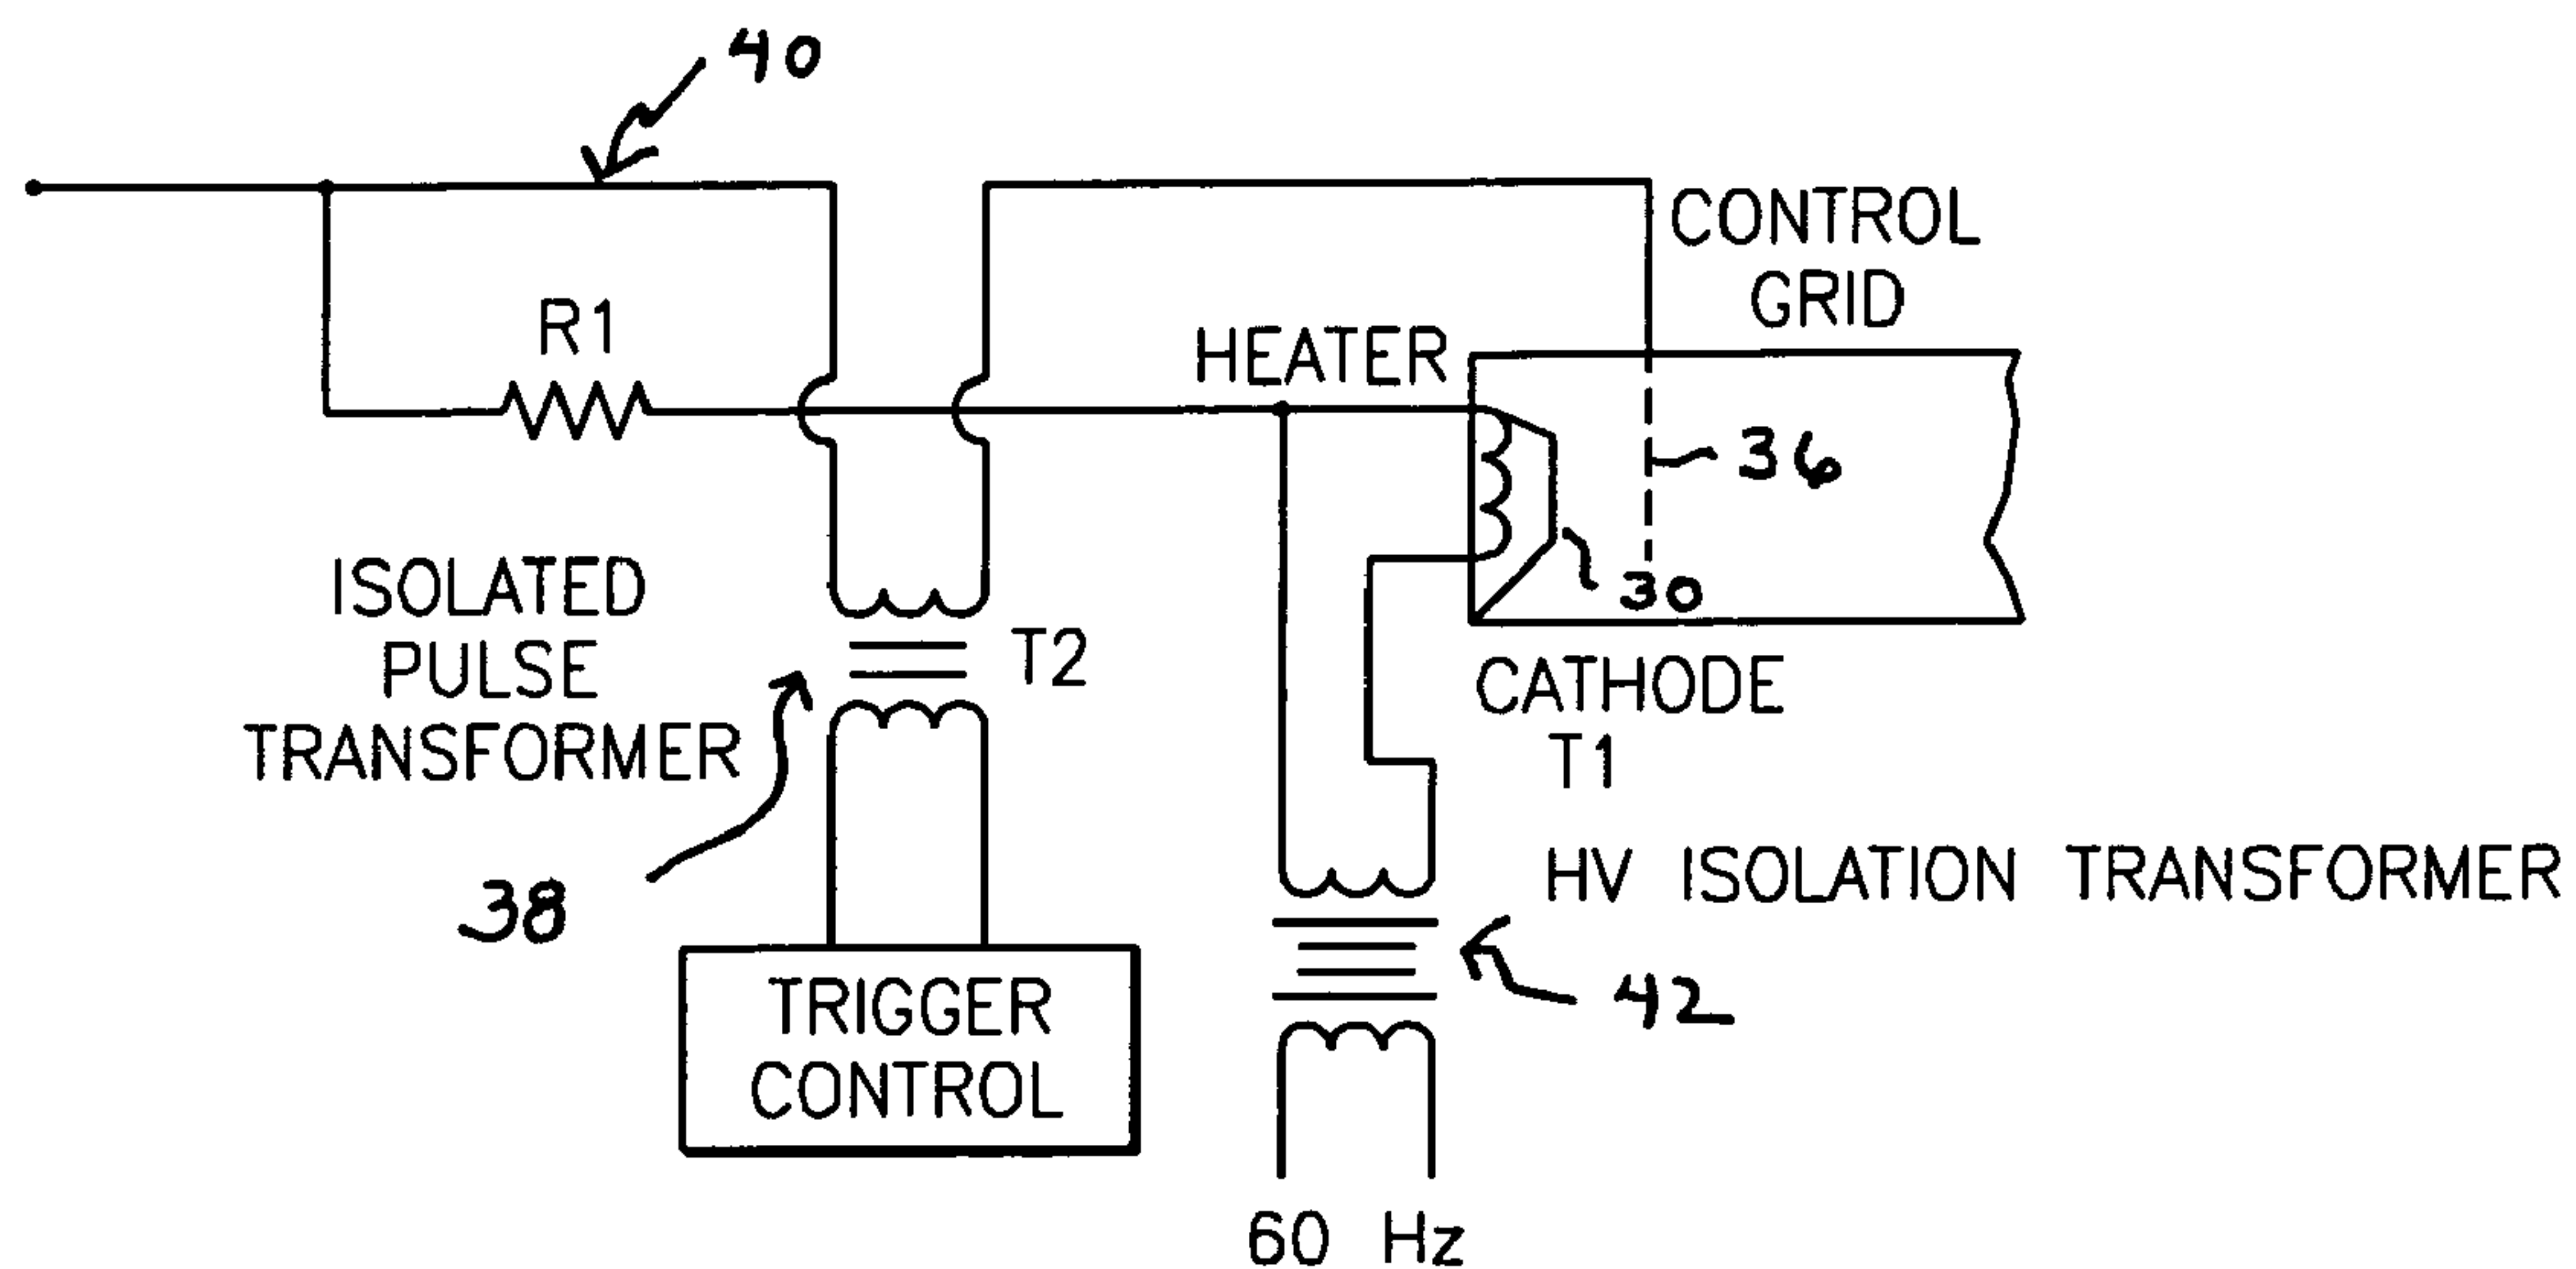 40
CONTROL
GRID
R1
HEATER
36
ISOLATED
PULSE
TRANSFORMER
30
T2
CATHODE
T1
38
HV ISOLATION TRANSFORMER
42
TRIGGER
CONTROL
60 Hz